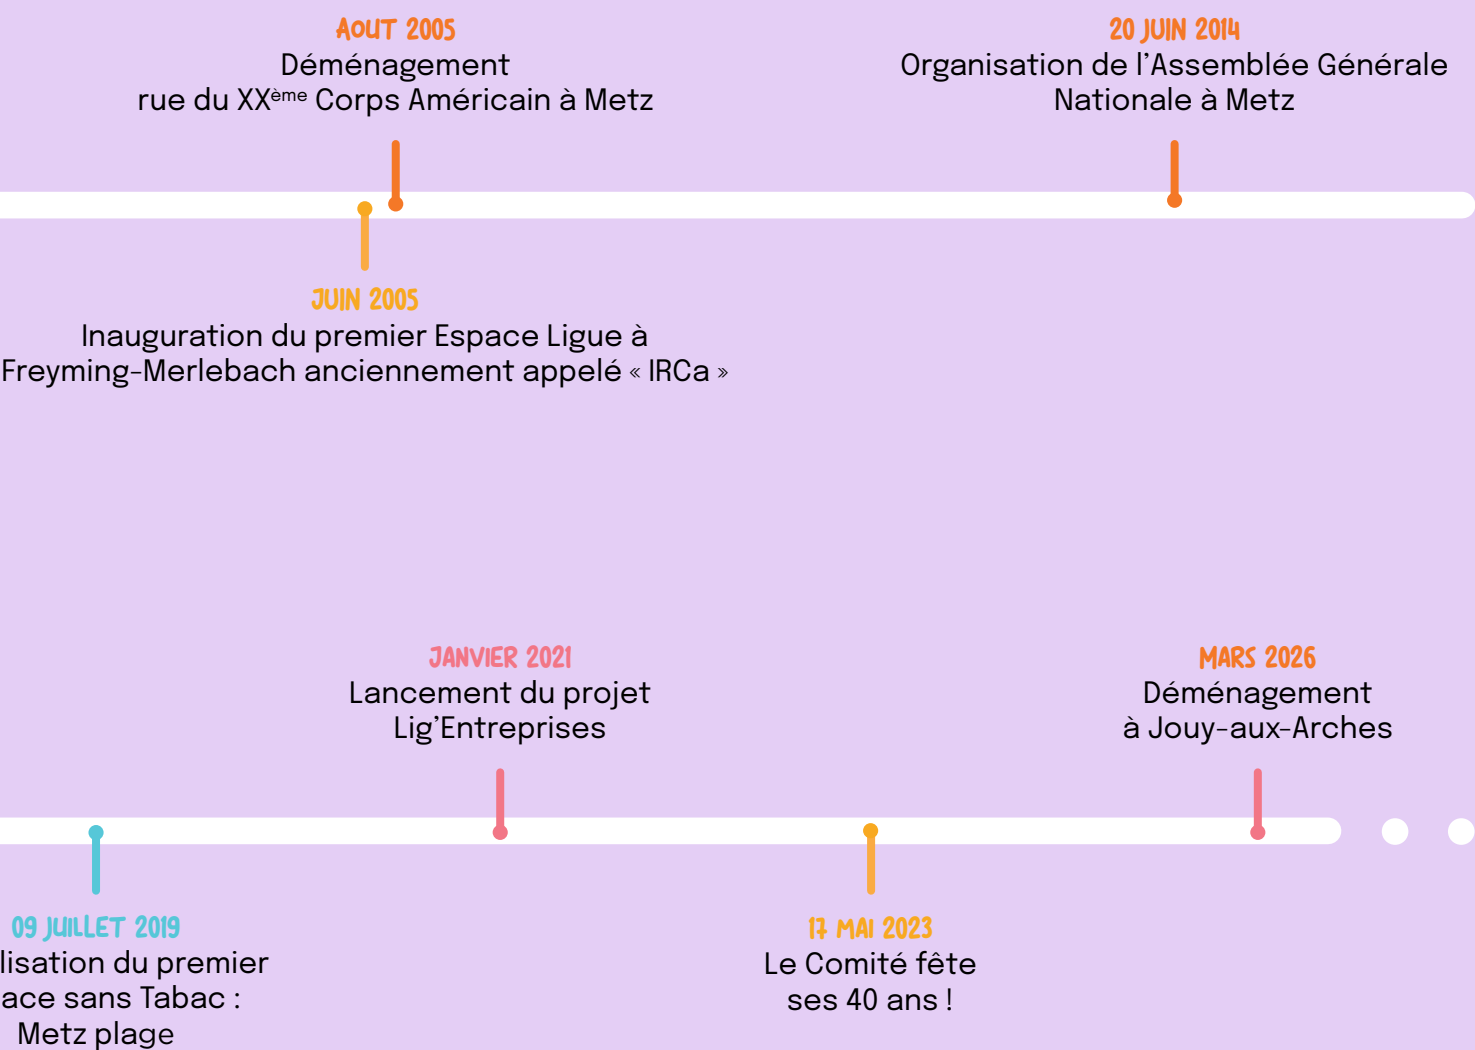 AOUT 2005
Déménagement
rue du XXème Corps Américain à Metz
20 JUIN 2014
Organisation de l’Assemblée Générale
Nationale à Metz
JUIN 2005
Inauguration du premier Espace Ligue à
Freyming-Merlebach anciennement appelé « IRCa »
JANVIER 2021
Lancement du projet
Lig’Entreprises
MARS 2026
Déménagement
à Jouy-aux-Arches
09 JUILLET 2019
lisation du premier
ace sans Tabac :
Metz plage
17 MAI 2023
Le Comité fête
ses 40 ans !